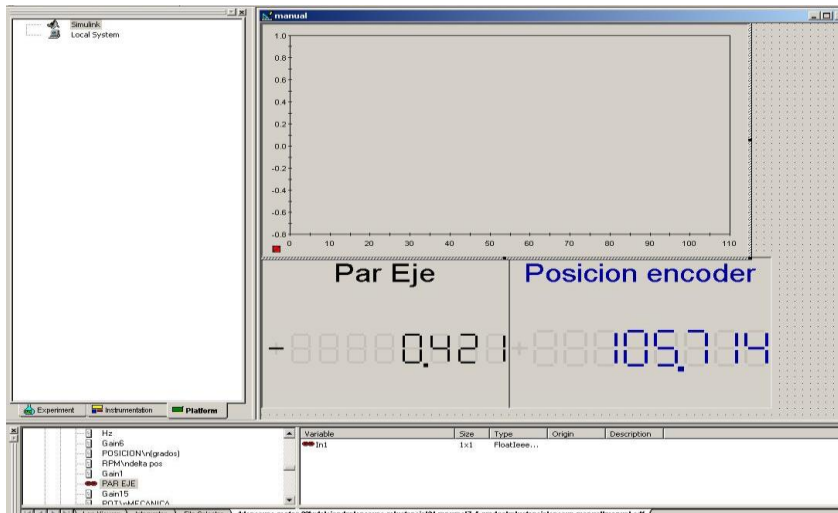 Simulink
Local System
Experiment
Instrumentation
Platform
manual
1.0
0.8
0.6
0.4
0.2
0.0
-0.2
-0.4
-0.6
-0.8
0 10 20 30 40 50 60 70 80 90 100 110
Par Eje
-0.421
Posicion encoder
105.714
Hz
Gain6
POSICION\n(grados)
RPM\ndelta pos
Gain1
PAR EJE
Gain15
POT\nMECANICA
Variable Size Type Origin Description
In1 1x1 FloatIeee...